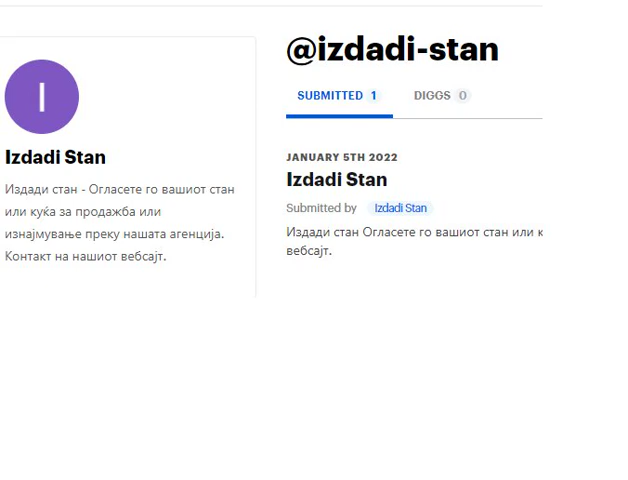 I
Izdadi Stan
Издади стан - Огласете го вашиот стан
или куќа за продажба или
изнајмување преку нашата агенција.
Контакт на нашиот вебсајт.
@izdadi-stan
SUBMITTED 1 DIGGS 0
JANUARY 5TH 2022
Izdadi Stan
Submitted by Izdadi Stan
Издади стан Огласете го вашиот стан или к
вебсајт.